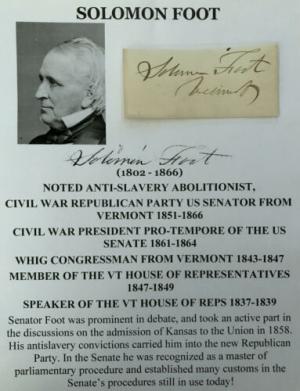 SOLOMON FOOT
Solomon Foot
Vermont
Solomon Foot
(1802 - 1866)
NOTED ANTI-SLAVERY ABOLITIONIST,
CIVIL WAR REPUBLICAN PARTY US SENATOR FROM
VERMONT 1851-1866
CIVIL WAR PRESIDENT PRO-TEMPORE OF THE US
SENATE 1861-1864
WHIG CONGRESSMAN FROM VERMONT 1843-1847
MEMBER OF THE VT HOUSE OF REPRESENTATIVES
1847-1849
SPEAKER OF THE VT HOUSE OF REPS 1837-1839
Senator Foot was prominent in debate, and took an active part in
the discussions on the admission of Kansas to the Union in 1858.
His antislavery convictions carried him into the new Republican
Party. In the Senate he was recognized as a master of
parliamentary procedure and established many customs in the
Senate's procedures still in use today!